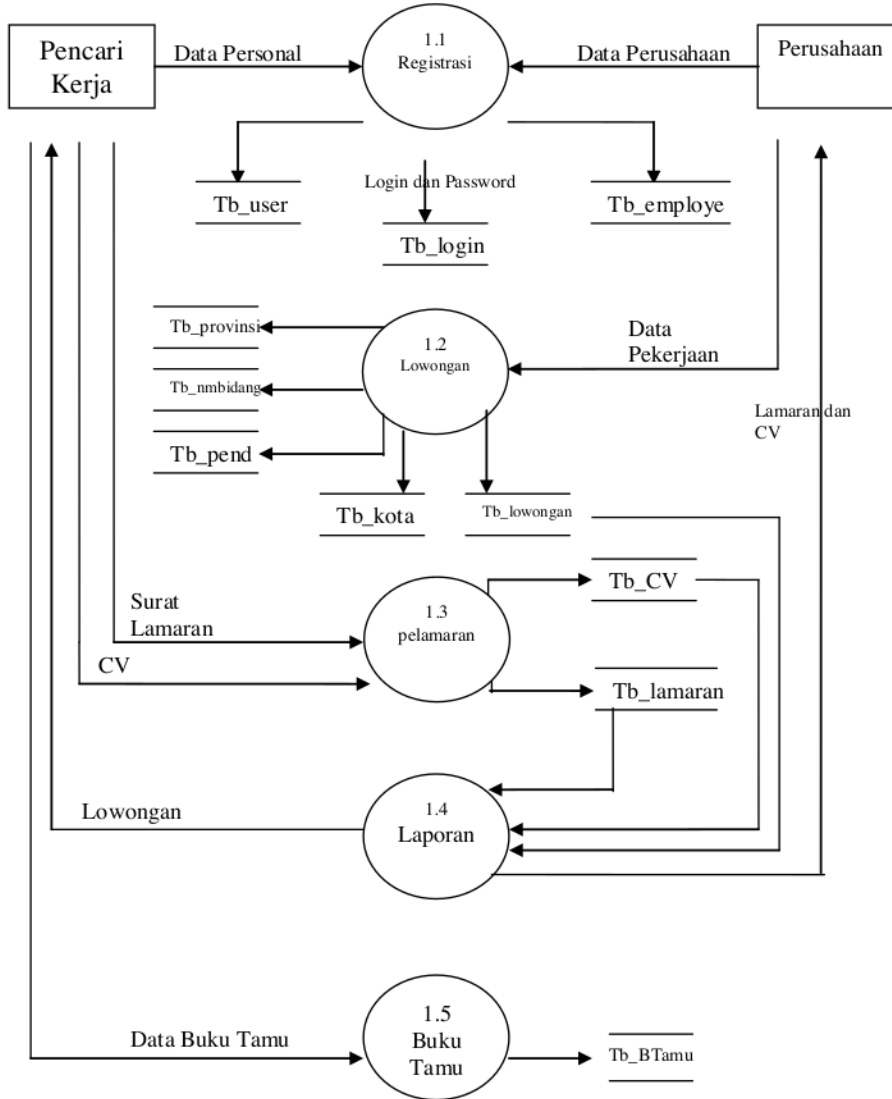 Pencari
Kerja
Data Personal
1.1
Registrasi
Data Perusahaan
Perusahaan
Tb_user
Login dan Password
Tb_login
Tb_employe
Tb_provinsi
Tb_nmbidang
Tb_pend
1.2
Lowongan
Data
Pekerjaan
Lamaran dan
CV
Tb_kota
Tb_lowongan
Surat
Lamaran
CV
1.3
pelamaran
Tb_CV
Tb_lamaran
Lowongan
1.4
Laporan
Data Buku Tamu
1.5
Buku
Tamu
Tb_BTamu